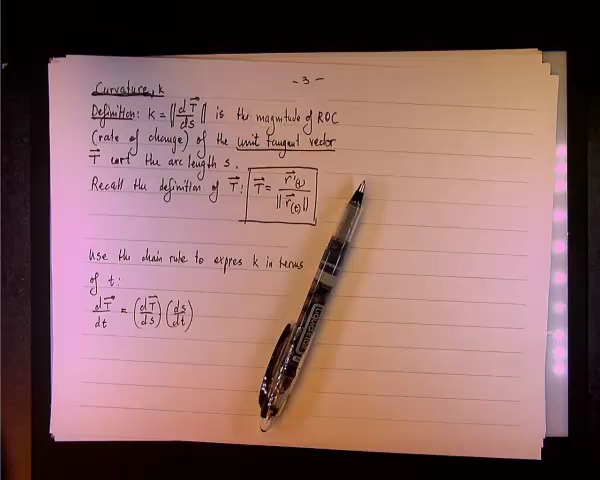 - 3 -
Curvature, k
Definition: k = ||dT⃗/ds|| is the magnitude of ROC
(rate of change) of the unit tangent vector
T⃗ wrt the arc length s.
Recall the definition of T⃗: T⃗ = r⃗'(t) / ||r⃗(t)||
Use the chain rule to expres k in terms
of t:
dT⃗/dt = (dT⃗/ds)(ds/dt)